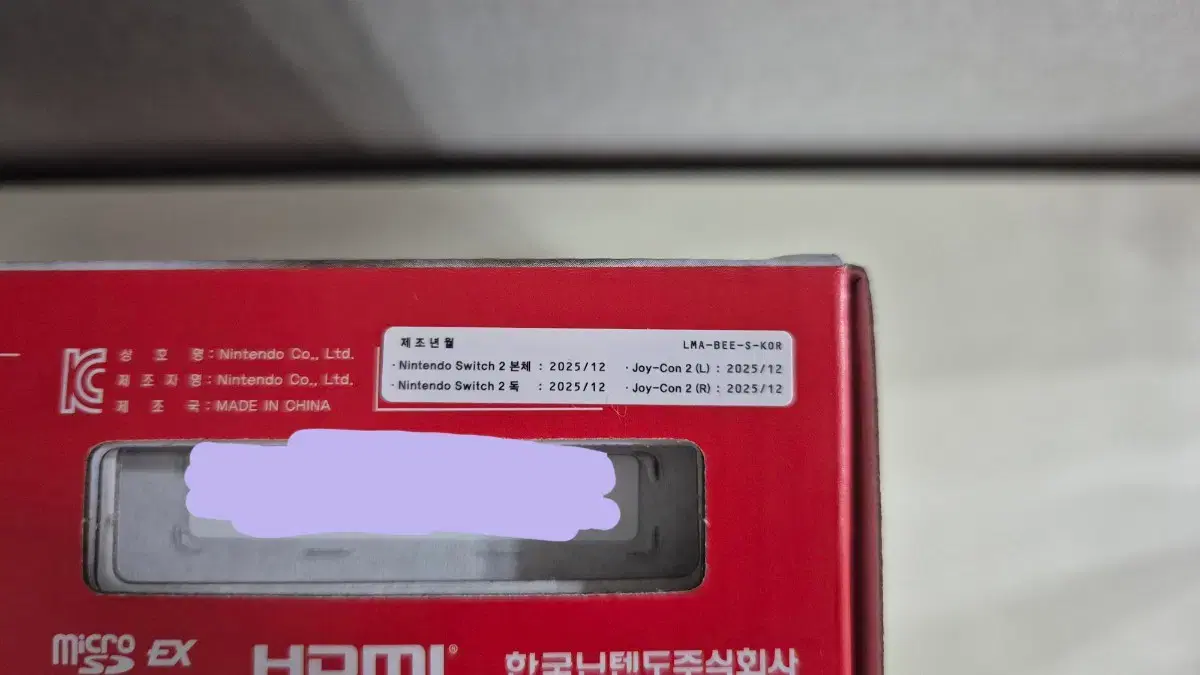 상 호 명 : Nintendo Co., Ltd.
제 조 자 명 : Nintendo Co., Ltd.
제 조 국 : MADE IN CHINA
제조년월 LMA-BEE-S-KOR
· Nintendo Switch 2 본체 : 2025/12 · Joy-Con 2 (L) : 2025/12
· Nintendo Switch 2 독 : 2025/12 · Joy-Con 2 (R) : 2025/12
micro SD EX
HDMI®
한국닌텐도주식회사